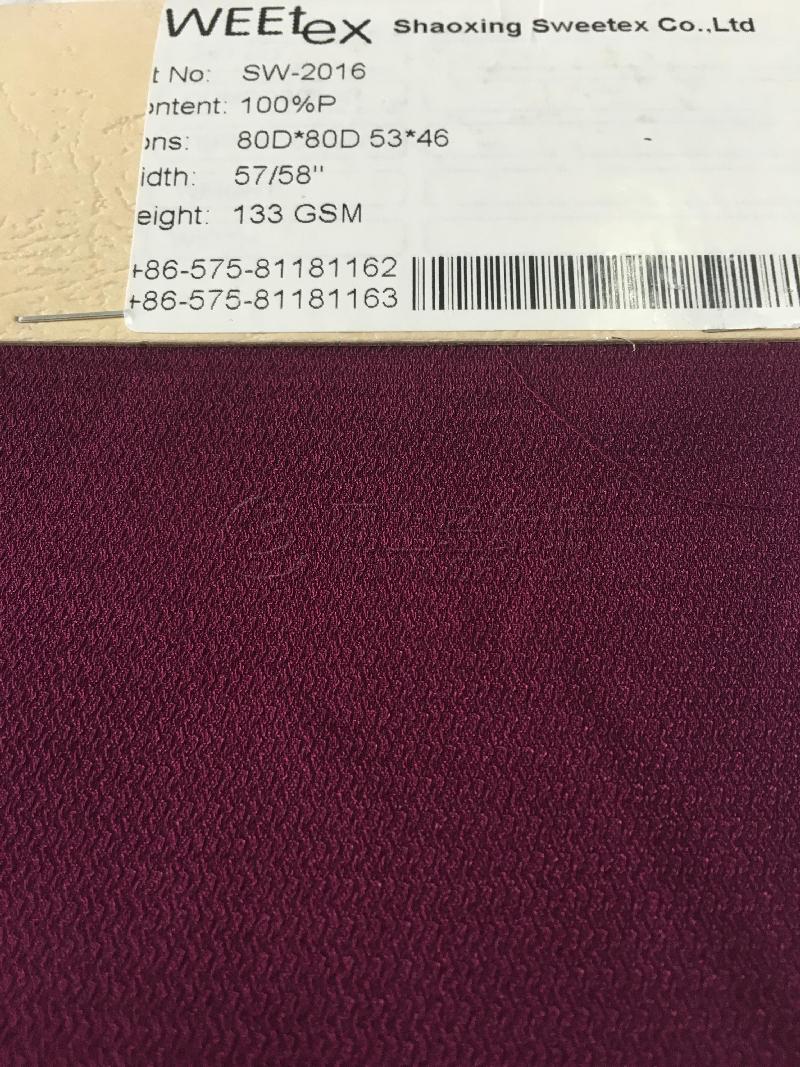 WEEtex Shaoxing Sweetex Co.,Ltd
t No: SW-2016
ontent: 100%P
ons: 80D*80D 53*46
idth: 57/58"
eight: 133 GSM
+86-575-81181162
+86-575-81181163